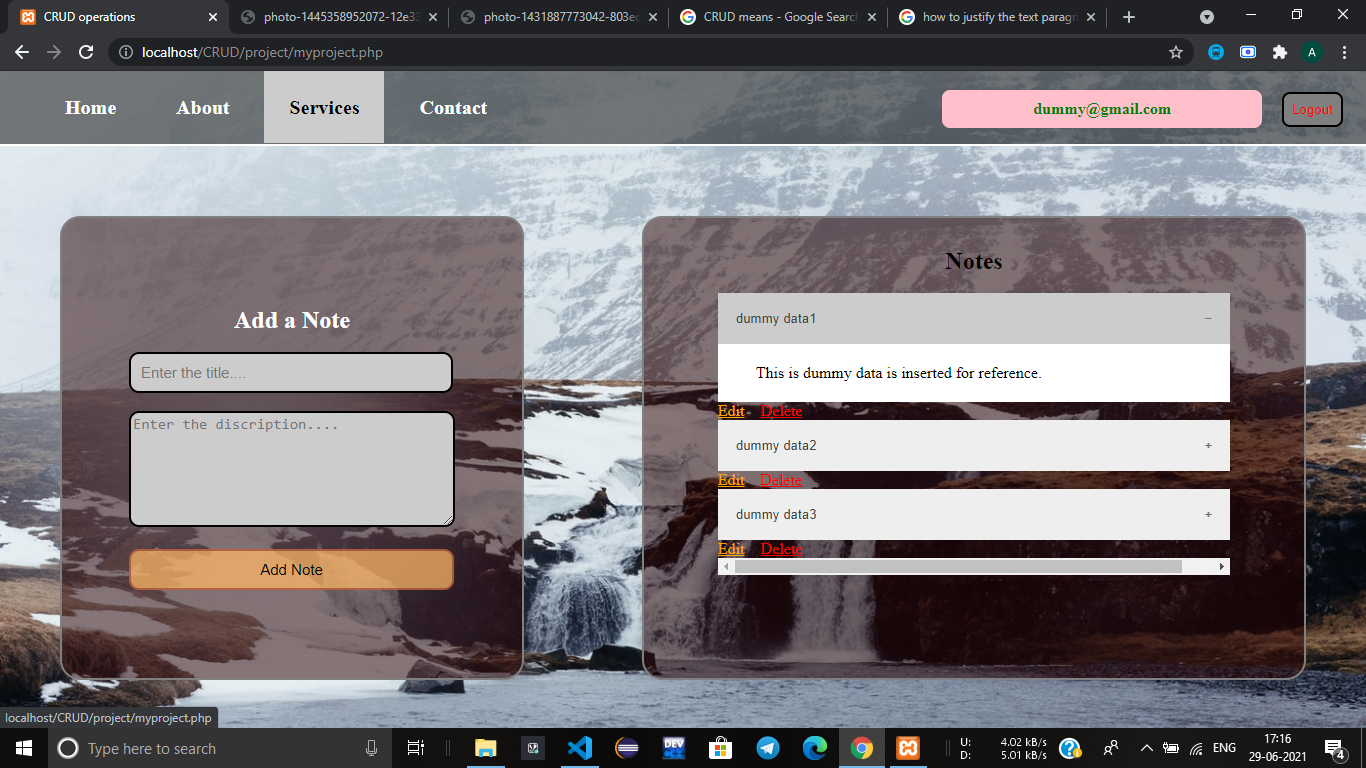 CRUD operations
photo-1445358952072-12e33
photo-1431887773042-803ec
CRUD means - Google Search
how to justify the text paragra
localhost/CRUD/project/myproject.php
A
Home About Services Contact
dummy@gmail.com
Logout
Add a Note
Enter the title....
Enter the discription....
Add Note
Notes
dummy data1
This is dummy data is inserted for reference.
Edit Delete
dummy data2
Edit Delete
dummy data3
Edit Delete
localhost/CRUD/project/myproject.php
Type here to search
DEV
U: 4.02 kB/s
D: 5.01 kB/s
ENG
17:16
29-06-2021
4